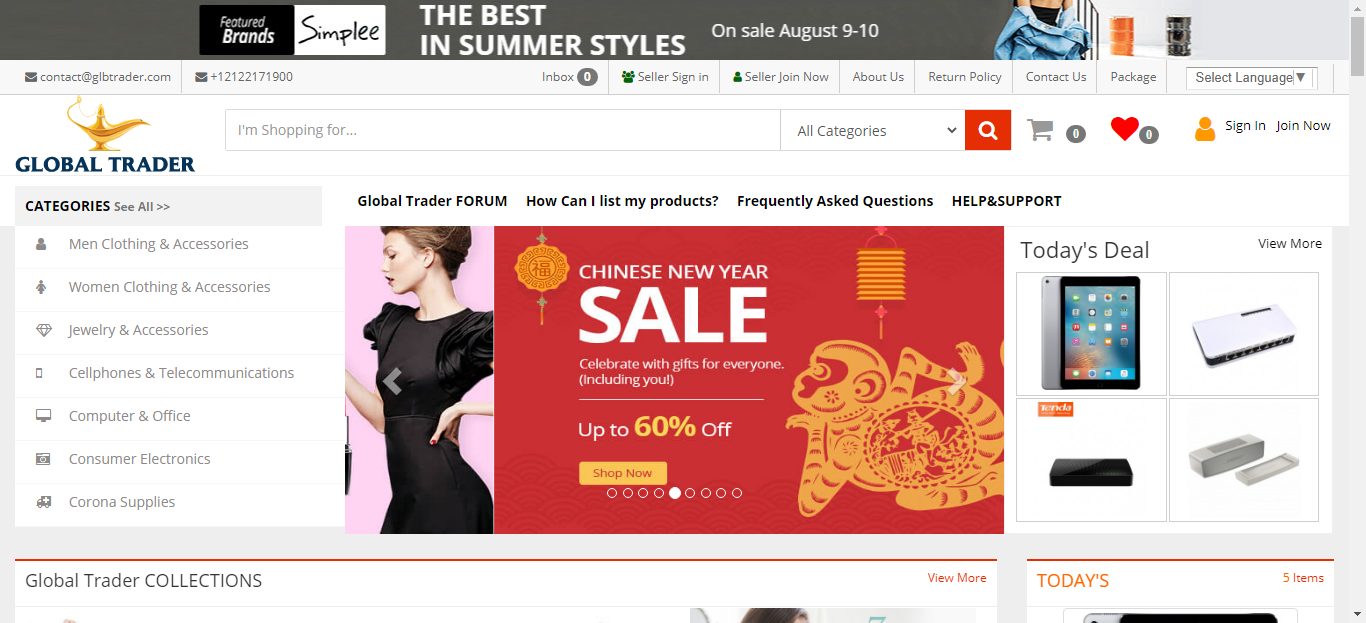 Featured
Brands
Simplee
THE BEST
IN SUMMER STYLES
On sale August 9-10
contact@glbtrader.com
+12122171900
Inbox 0
Seller Sign in
Seller Join Now
About Us
Return Policy
Contact Us
Package
Select Language▼
GLOBAL TRADER
I'm Shopping for...
All Categories
0
0
Sign In
Join Now
CATEGORIES See All >>
Global Trader FORUM
How Can I list my products?
Frequently Asked Questions
HELP&SUPPORT
Men Clothing & Accessories
Women Clothing & Accessories
Jewelry & Accessories
Cellphones & Telecommunications
Computer & Office
Consumer Electronics
Corona Supplies
福
CHINESE NEW YEAR
SALE
Celebrate with gifts for everyone.
(Including you!)
Up to 60% Off
Shop Now
Today's Deal
View More
Tenda
Global Trader COLLECTIONS
View More
TODAY'S
5 Items